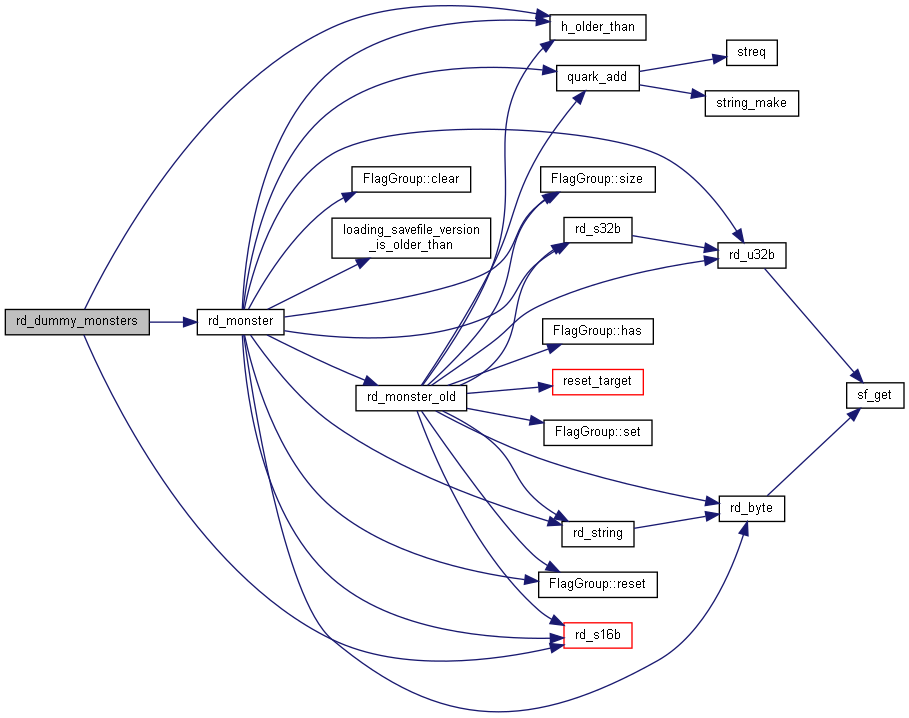 h_older_than
streq
quark_add
string_make
FlagGroup::clear
FlagGroup::size
loading_savefile_version
_is_older_than
rd_s32b
rd_u32b
rd_dummy_monsters
rd_monster
FlagGroup::has
reset_target
rd_monster_old
sf_get
FlagGroup::set
rd_byte
rd_string
FlagGroup::reset
rd_s16b